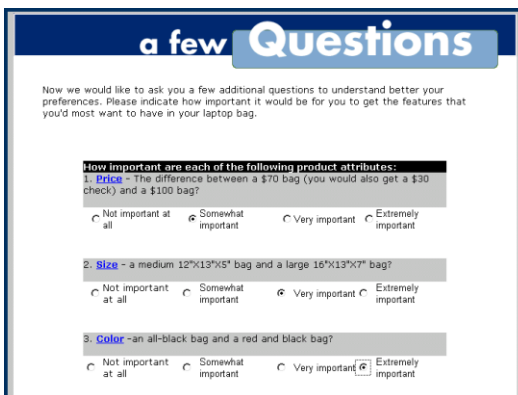 a few Questions
Now we would like to ask you a few additional questions to understand better your
preferences. Please indicate how important it would be for you to get the features that
you'd most want to have in your laptop bag.
How important are each of the following product attributes:
1. Price - The difference between a $70 bag (you would also get a $30
check) and a $100 bag?
Not important at all
Somewhat important
Very important
Extremely important
2. Size - a medium 12"X13"X5" bag and a large 16"X13"X7" bag?
Not important at all
Somewhat important
Very important
Extremely important
3. Color -an all-black bag and a red and black bag?
Not important at all
Somewhat important
Very important
Extremely important